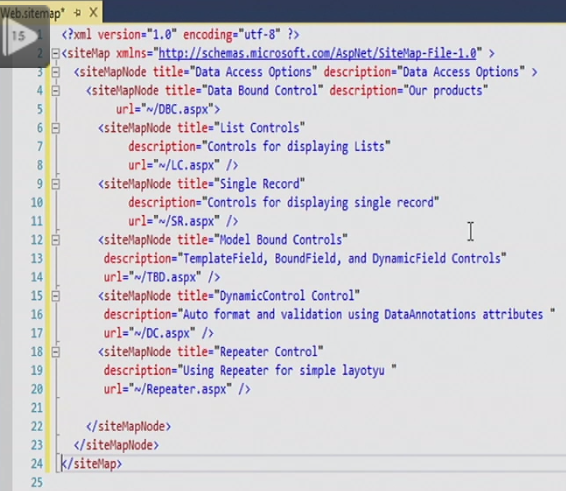 Web.sitemap*
15
1 <?xml version="1.0" encoding="utf-8" ?>
2 <siteMap xmlns="http://schemas.microsoft.com/AspNet/SiteMap-File-1.0" >
3 <siteMapNode title="Data Access Options" description="Data Access Options" >
4 <siteMapNode title="Data Bound Control" description="Our products"
5 url="~/DBC.aspx">
6 <siteMapNode title="List Controls"
7 description="Controls for displaying Lists"
8 url="~/LC.aspx" />
9 <siteMapNode title="Single Record"
10 description="Controls for displaying single record"
11 url="~/SR.aspx" />
12 <siteMapNode title="Model Bound Controls"
13 description="TemplateField, BoundField, and DynamicField Controls"
14 url="~/TBD.aspx" />
15 <siteMapNode title="DynamicControl Control"
16 description="Auto format and validation using DataAnnotations attributes "
17 url="~/DC.aspx" />
18 <siteMapNode title="Repeater Control"
19 description="Using Repeater for simple layotyu "
20 url="~/Repeater.aspx" />
21
22 </siteMapNode>
23 </siteMapNode>
24 </siteMap>
25